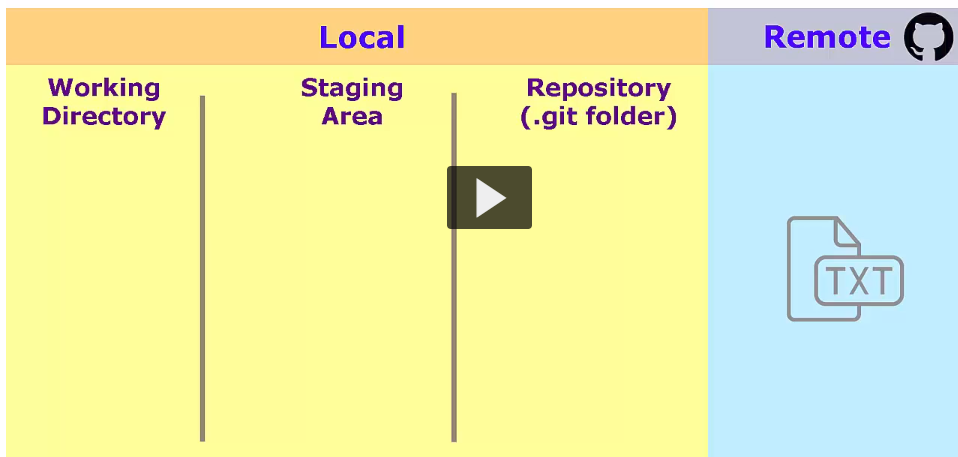 Local
Remote
Working
Directory
Staging
Area
Repository
(.git folder)
TXT